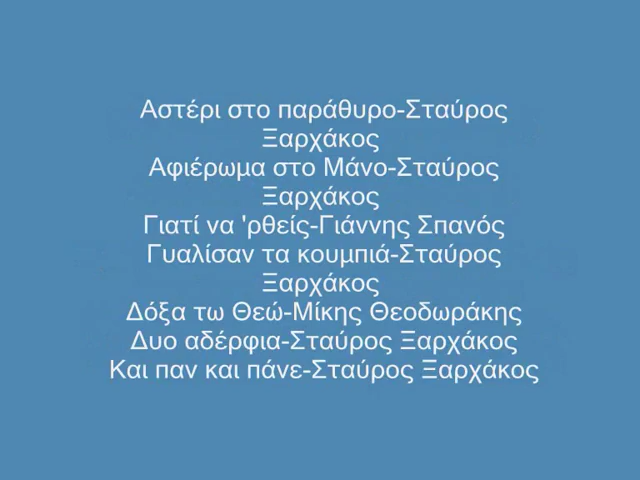 Αστέρι στο παράθυρο-Σταύρος
Ξαρχάκος
Αφιέρωμα στο Μάνο-Σταύρος
Ξαρχάκος
Γιατί να 'ρθείς-Γιάννης Σπανός
Γυαλίσαν τα κουμπιά-Σταύρος
Ξαρχάκος
Δόξα τω Θεώ-Μίκης Θεοδωράκης
Δυο αδέρφια-Σταύρος Ξαρχάκος
Και παν και πάνε-Σταύρος Ξαρχάκος